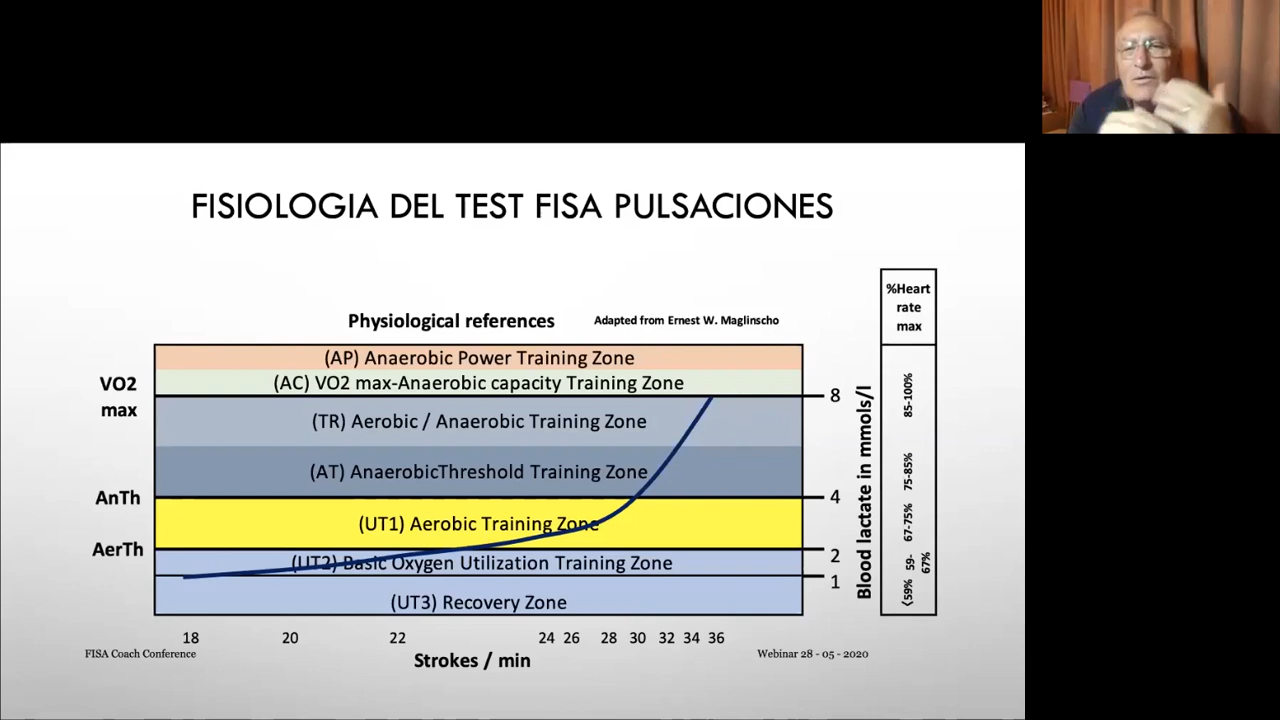 FISIOLOGIA DEL TEST FISA PULSACIONES
Physiological references
Adapted from Ernest W. Maglinscho
%Heart
rate
max
VO2
max
AnTh
AerTh
(AP) Anaerobic Power Training Zone
(AC) VO2 max-Anaerobic capacity Training Zone
(TR) Aerobic / Anaerobic Training Zone
(AT) AnaerobicThreshold Training Zone
(UT1) Aerobic Training Zone
(UT2) Basic Oxygen Utilization Training Zone
(UT3) Recovery Zone
8
4
2
1
Blood lactate in mmols/l
85-100%
75-85%
67-75%
59-
67%
⟨59%
18 20 22 24 26 28 30 32 34 36
Strokes / min
FISA Coach Conference
Webinar 28 - 05 - 2020